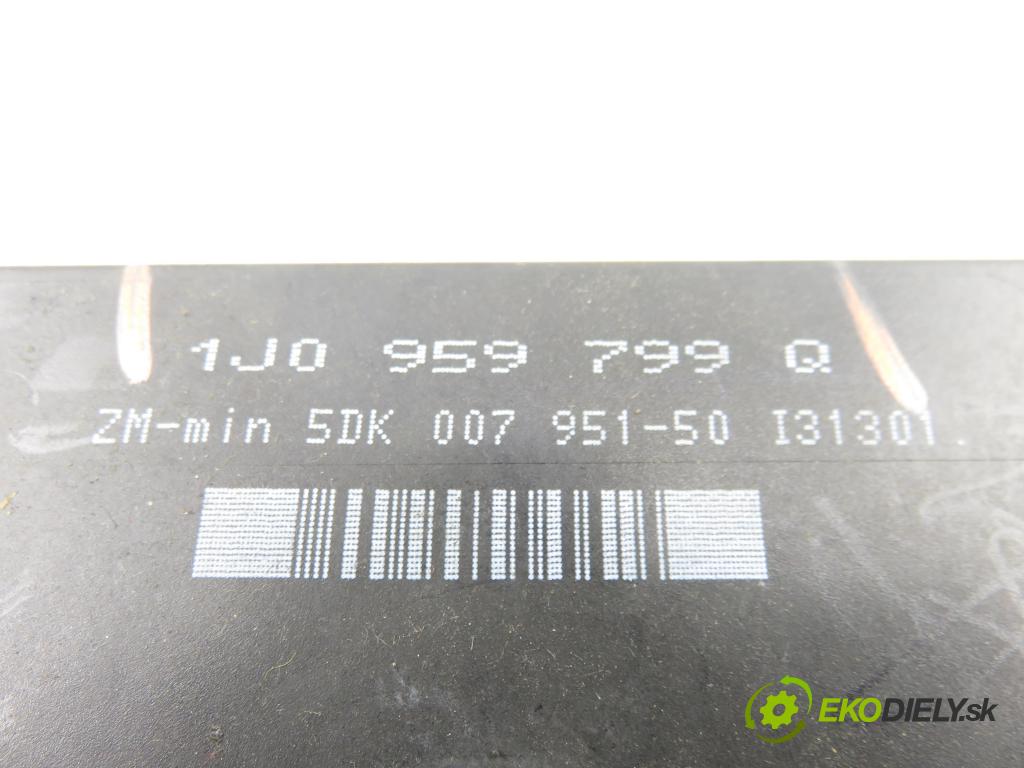 1J0 959 799 Q
ZM-min 5DK 007 951-50 I31301.
EKODIELY.sk